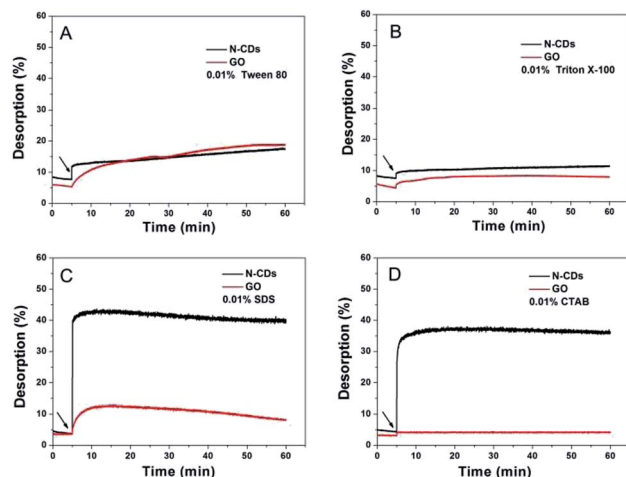 A
N-CDs
GO
0.01% Tween 80
Desorption (%)
60
50
40
30
20
10
0
0 10 20 30 40 50 60
Time (min)
B
N-CDs
GO
0.01% Triton X-100
Desorption (%)
60
50
40
30
20
10
0
0 10 20 30 40 50 60
Time (min)
C
N-CDs
GO
0.01% SDS
Desorption (%)
60
50
40
30
20
10
0
0 10 20 30 40 50 60
Time (min)
D
N-CDs
GO
0.01% CTAB
Desorption (%)
60
50
40
30
20
10
0
0 10 20 30 40 50 60
Time (min)